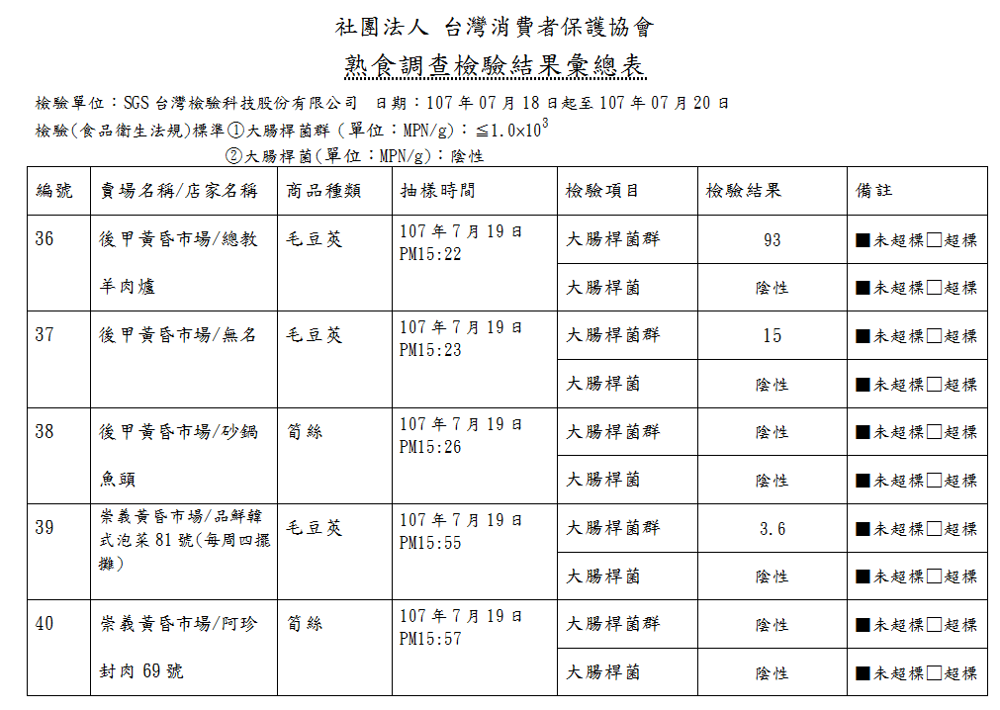 社團法人 台灣消費者保護協會
熟食調查檢驗結果彙總表
檢驗單位：SGS台灣檢驗科技股份有限公司 日期：107年07月18日起至107年07月20日
檢驗(食品衛生法規)標準①大腸桿菌群 (單位：MPN/g)：≦1.0×10³
②大腸桿菌(單位：MPN/g)：陰性
編號 賣場名稱/店家名稱 商品種類 抽樣時間 檢驗項目 檢驗結果 備註
36 後甲黃昏市場/總教 毛豆莢 107年7月19日 大腸桿菌群 93 ■未超標□超標
PM15:22
羊肉爐 大腸桿菌 陰性 ■未超標□超標
37 後甲黃昏市場/無名 毛豆莢 107年7月19日 大腸桿菌群 15 ■未超標□超標
PM15:23
大腸桿菌 陰性 ■未超標□超標
38 後甲黃昏市場/砂鍋 筍絲 107年7月19日 大腸桿菌群 陰性 ■未超標□超標
PM15:26
魚頭 大腸桿菌 陰性 ■未超標□超標
39 崇義黃昏市場/品鮮韓 毛豆莢 107年7月19日 大腸桿菌群 3.6 ■未超標□超標
式泡菜81號(每周四擺 PM15:55
攤) 大腸桿菌 陰性 ■未超標□超標
40 崇義黃昏市場/阿珍 筍絲 107年7月19日 大腸桿菌群 陰性 ■未超標□超標
PM15:57
封肉69號 大腸桿菌 陰性 ■未超標□超標